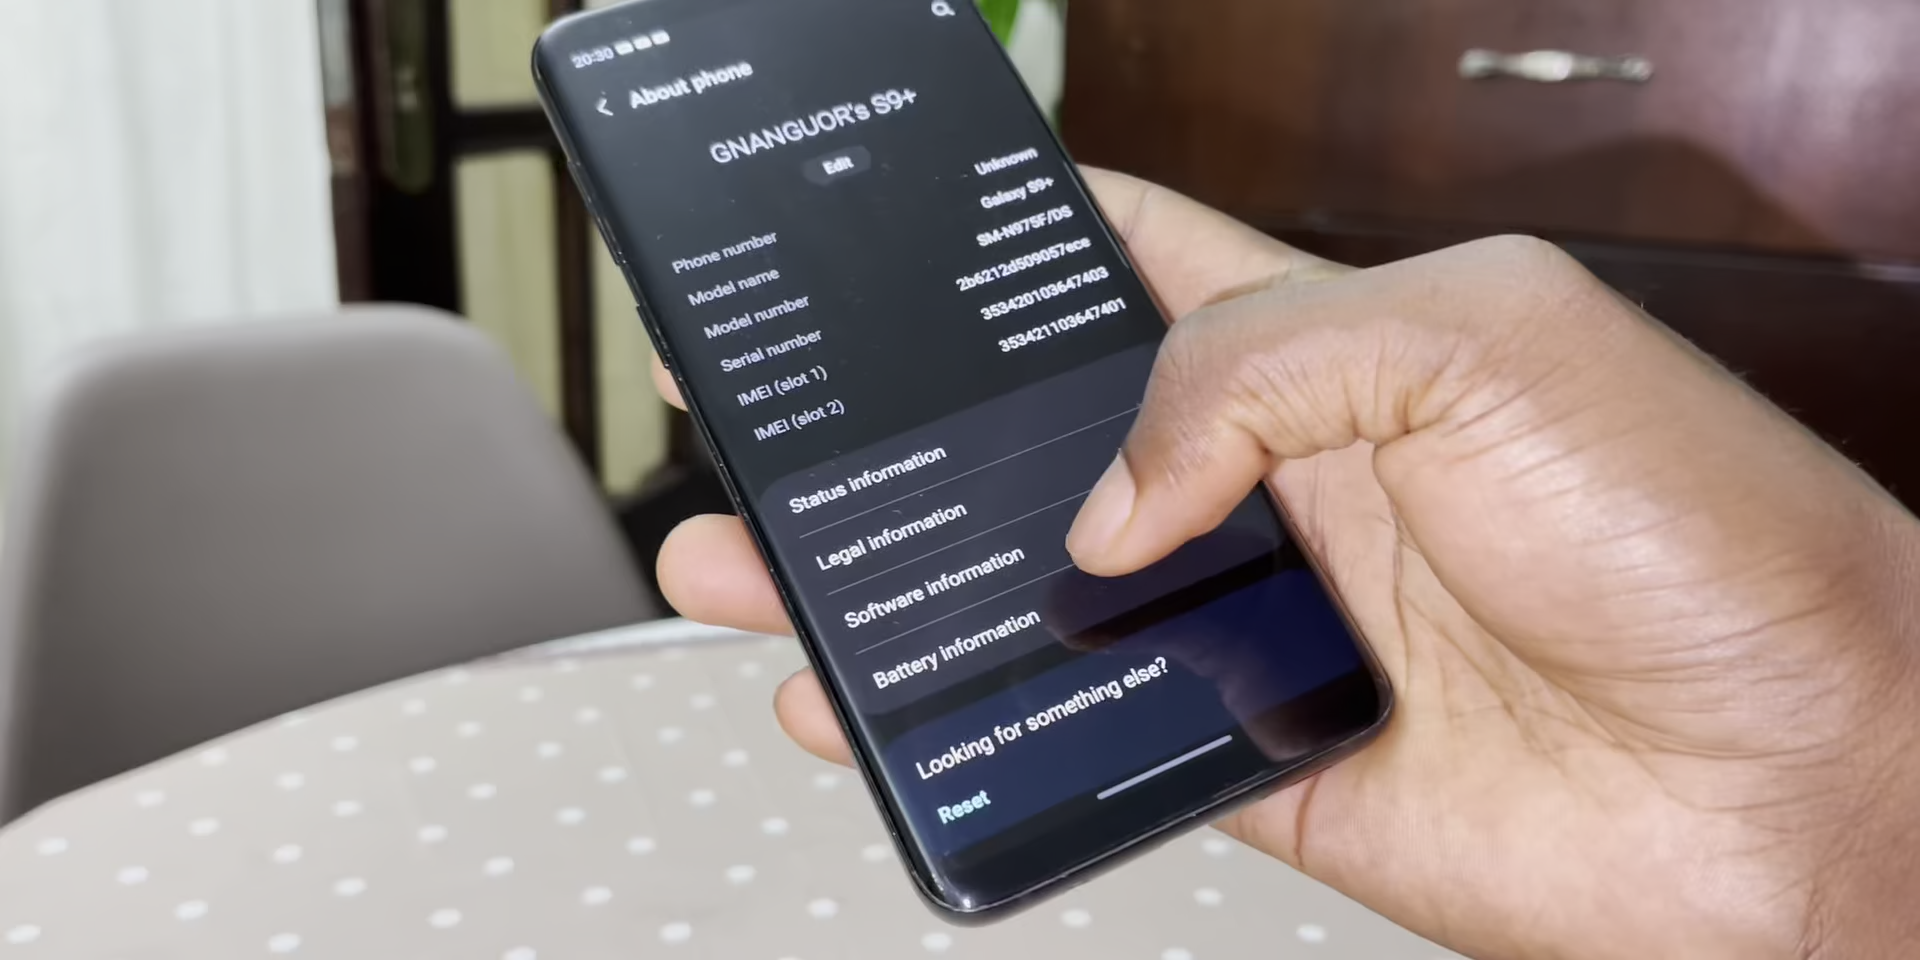 20:30
About phone
GNANGUOR's S9+
Edit
Phone number Unknown
Model name Galaxy S9+
Model number SM-N975F/DS
Serial number 2b6212d509057ece
IMEI (slot 1) 353420103647403
IMEI (slot 2) 353421103647401
Status information
Legal information
Software information
Battery information
Looking for something else?
Reset